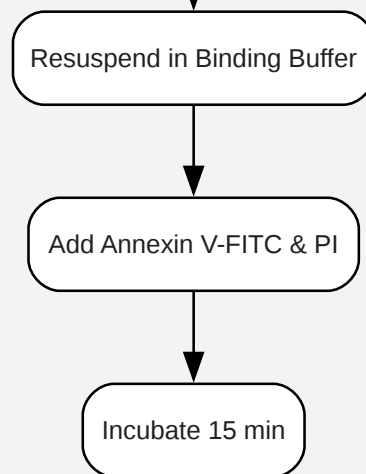 Resuspend in Binding Buffer
Add Annexin V-FITC & PI
Incubate 15 min